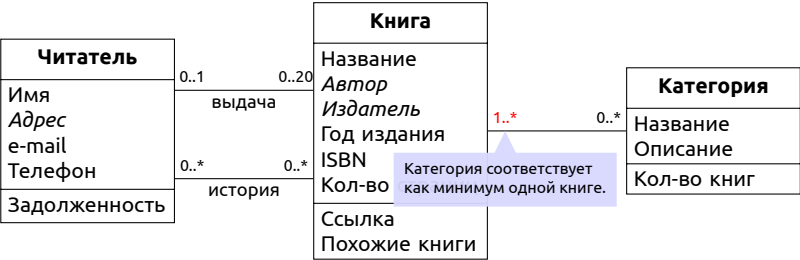 Читатель
Имя
Адрес
e-mail
Телефон
Задолженность
0..1
0..20
выдача
0..*
0..*
история
Книга
Название
Автор
Издатель
Год издания
ISBN
Кол-во
Ссылка
Похожие книги
1..*
0..*
Категория соответствует
как минимум одной книге.
Категория
Название
Описание
Кол-во книг